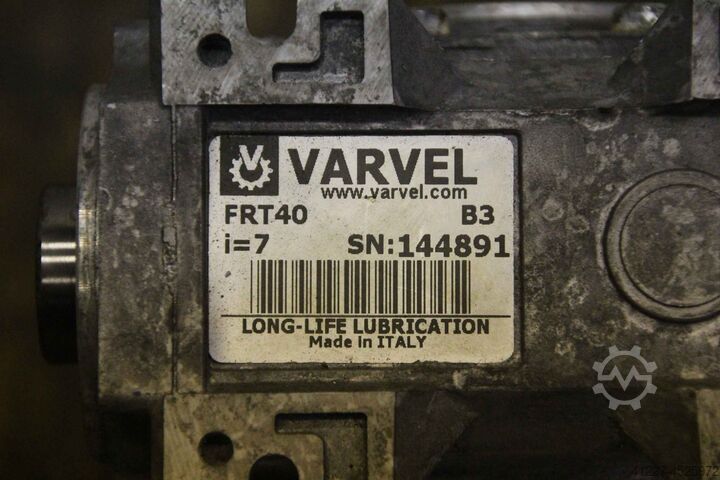 VARVEL
www.varvel.com
FRT40 B3
i=7 SN:144891
LONG-LIFE LUBRICATION
Made in ITALY